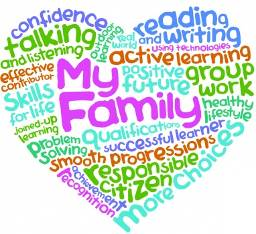 confidence
reading
and writing
talking
and listening
outdoor
learning
real
world
using technologies
active learning
effective
contributor
My
Family
positive
future
group
work
Skills
for life
healthy
lifestyle
joined-up
learning
qualifications
successful learner
problem
solving
smooth progressions
more choices
responsible
citizen
achievement
recognition